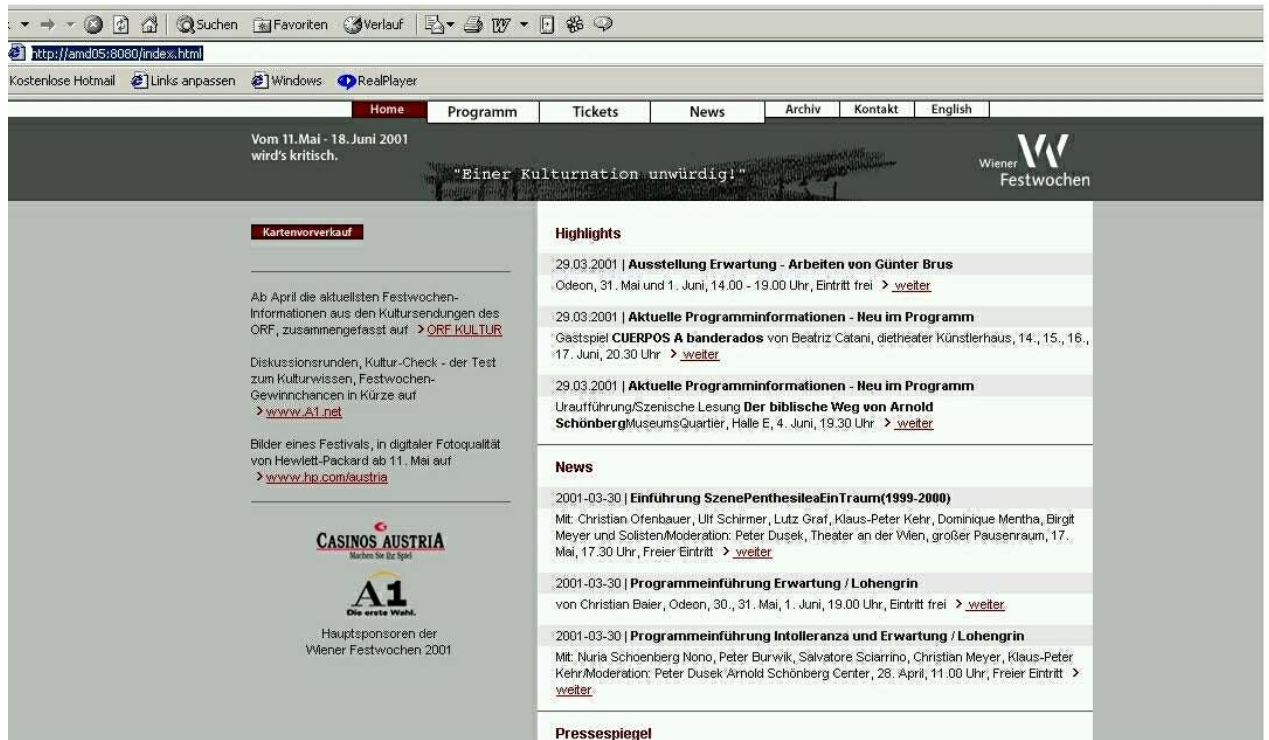 Suchen Favoriten Verlauf
http://amd05:8080/index.html
Kostenlose Hotmail Links anpassen Windows RealPlayer
Home Programm Tickets News Archiv Kontakt English
Vom 11.Mai - 18.Juni 2001
wird's kritisch.
"Einer Kulturnation unwürdig!"
Wiener
Festwochen
Kartenvorverkauf
Ab April die aktuellsten Festwochen-
Informationen aus den Kultursendungen des
ORF, zusammengefasst auf > ORF KULTUR
Diskussionsrunden, Kultur-Check - der Test
zum Kulturwissen, Festwochen-
Gewinnchancen in Kürze auf
> www.A1.net
Bilder eines Festivals, in digitaler Fotoqualität
von Hewlett-Packard ab 11. Mai auf
> www.hp.com/austria
CASINOS AUSTRIA
Machen Sie Ihr Spiel
A1
Die erste Wahl.
Hauptsponsoren der
Wiener Festwochen 2001
Highlights
29.03.2001 | Ausstellung Erwartung - Arbeiten von Günter Brus
Odeon, 31. Mai und 1. Juni, 14.00 - 19.00 Uhr, Eintritt frei > weiter
29.03.2001 | Aktuelle Programminformationen - Neu im Programm
Gastspiel CUERPOS A banderados von Beatriz Catani, dietheater Künstlerhaus, 14., 15., 16.,
17. Juni, 20.30 Uhr > weiter
29.03.2001 | Aktuelle Programminformationen - Neu im Programm
Uraufführung/Szenische Lesung Der biblische Weg von Arnold
SchönbergMuseumsQuartier, Halle E, 4. Juni, 19.30 Uhr > weiter
News
2001-03-30 | Einführung SzenePenthesileaEinTraum(1999-2000)
Mit: Christian Ofenbauer, Ulf Schirmer, Lutz Graf, Klaus-Peter Kehr, Dominique Mentha, Birgit
Meyer und Solisten/Moderation: Peter Dusek, Theater an der Wien, großer Pausenraum, 17.
Mai, 17.30 Uhr, Freier Eintritt > weiter
2001-03-30 | Programmeinführung Erwartung / Lohengrin
von Christian Baier, Odeon, 30., 31. Mai, 1. Juni, 19.00 Uhr, Eintritt frei > weiter
2001-03-30 | Programmeinführung Intolleranza und Erwartung / Lohengrin
Mit: Nuria Schoenberg Nono, Peter Burwik, Salvatore Sciarrino, Christian Meyer, Klaus-Peter
Kehr/Moderation: Peter Dusek Arnold Schönberg Center, 28. April, 11.00 Uhr, Freier Eintritt >
weiter
Pressespiegel